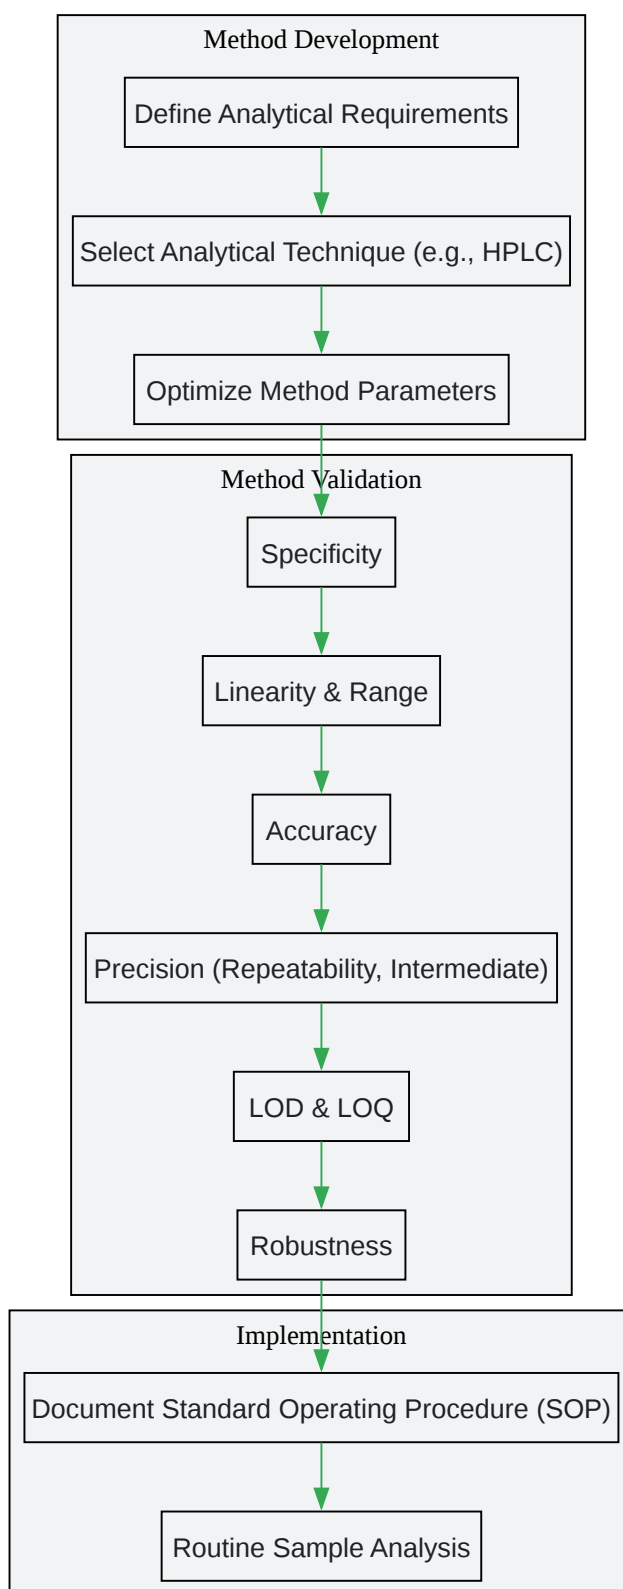 Method Development
Define Analytical Requirements
Select Analytical Technique (e.g., HPLC)
Optimize Method Parameters
Method Validation
Specificity
Linearity & Range
Accuracy
Precision (Repeatability, Intermediate)
LOD & LOQ
Robustness
Implementation
Document Standard Operating Procedure (SOP)
Routine Sample Analysis